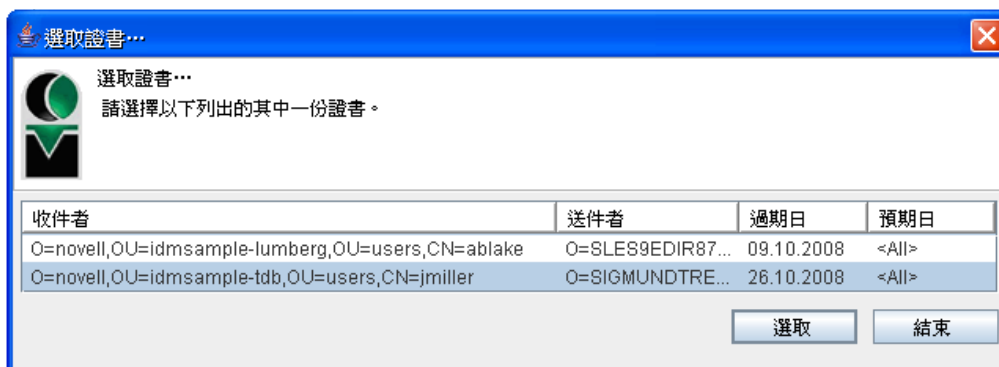 選取證書…
選取證書…
請選擇以下列出的其中一份證書。
收件者 送件者 過期日 預期日
O=novell,OU=idmsample-lumberg,OU=users,CN=ablake O=SLES9EDIR87... 09.10.2008 <All>
O=novell,OU=idmsample-tdb,OU=users,CN=jmiller O=SIGMUNDTRE... 26.10.2008 <All>
選取 結束